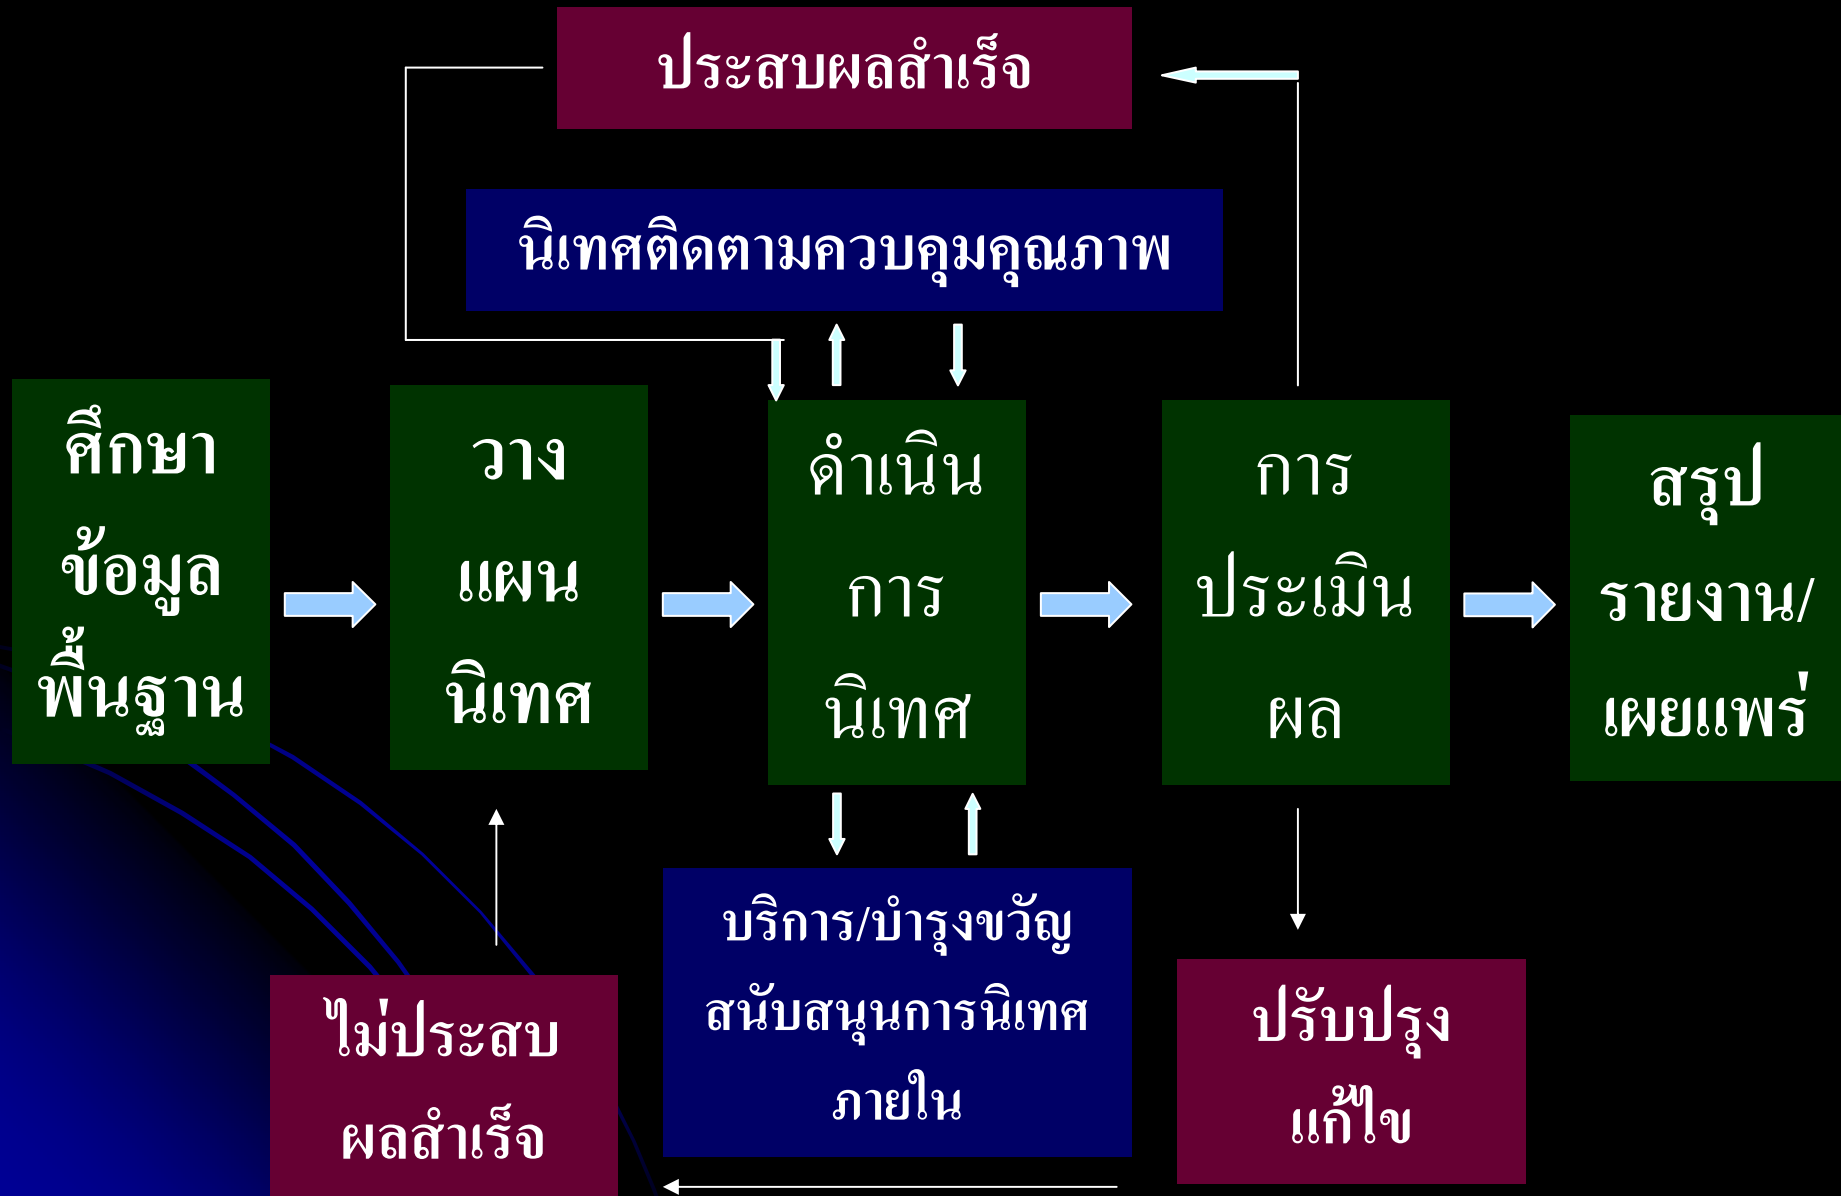 ประสบผลสำเร็จ
นิเทศติดตามควบคุมคุณภาพ
ศึกษา
ข้อมูล
พื้นฐาน
วาง
แผน
นิเทศ
ดำเนิน
การ
นิเทศ
การ
ประเมิน
ผล
สรุป
รายงาน/
เผยแพร่
ไม่ประสบ
ผลสำเร็จ
บริการ/บำรุงขวัญ
สนับสนุนการนิเทศ
ภายใน
ปรับปรุง
แก้ไข